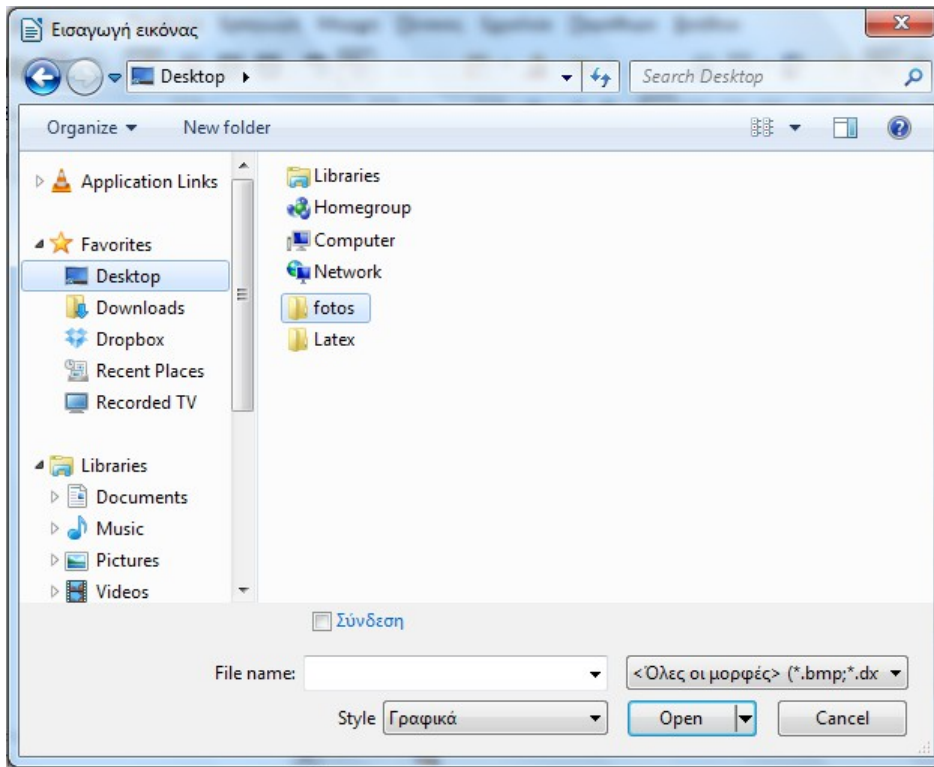 Εισαγωγή εικόνας
Desktop
Search Desktop
Organize
New folder
Application Links
Favorites
Desktop
Downloads
Dropbox
Recent Places
Recorded TV
Libraries
Documents
Music
Pictures
Videos
Libraries
Homegroup
Computer
Network
fotos
Latex
Σύνδεση
File name:
<Όλες οι μορφές> (*.bmp;*.dx
Style Γραφικά
Open
Cancel